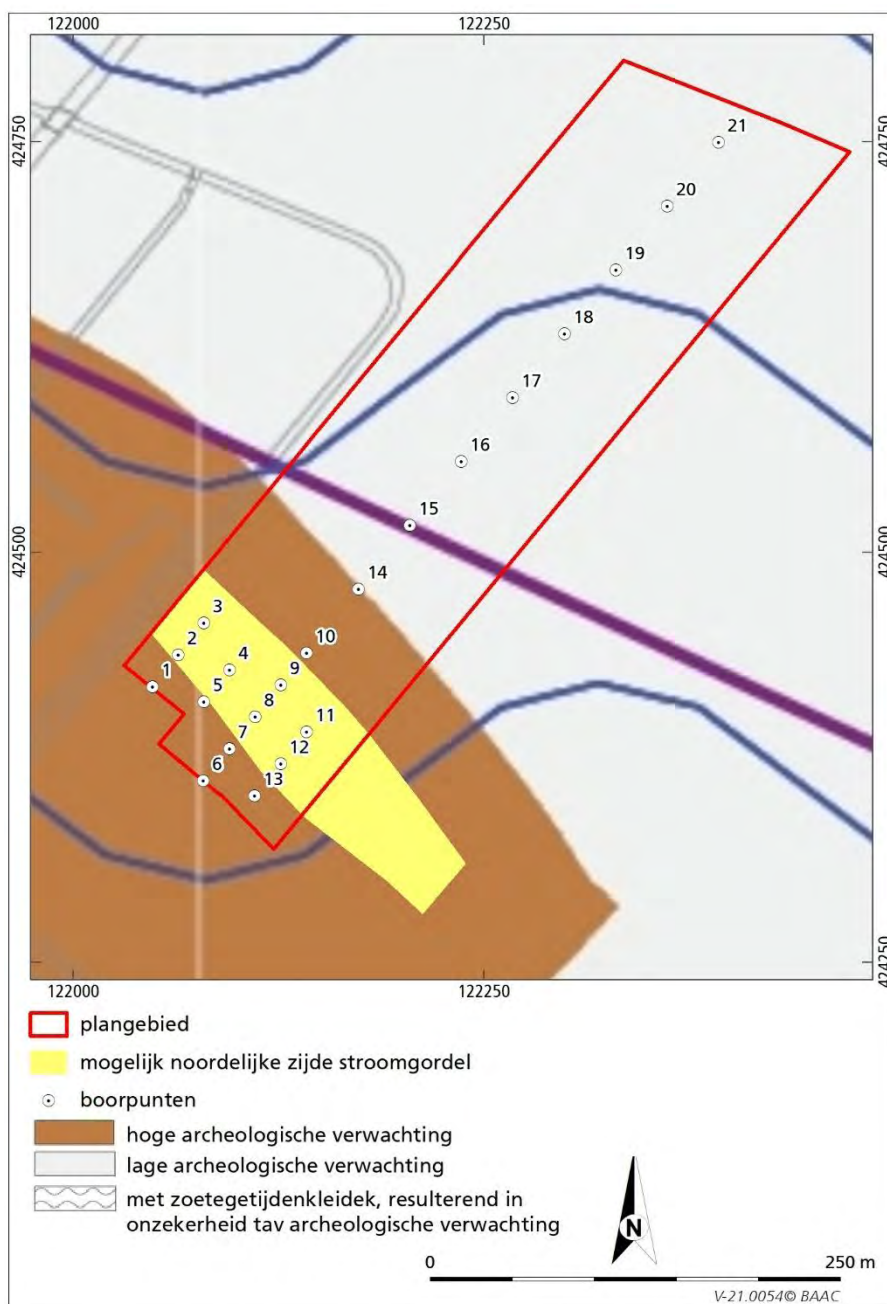 122000 122250
424750 424750
21
20
19
18
17
16
15
424500 424500
14
3
2 10
4
1 9
5
8
11
7
12
6
13
424250
122000 122250
plangebied
mogelijk noordelijke zijde stroomgordel
boorpunten
hoge archeologische verwachting
lage archeologische verwachting
met zoetegetijdenkleidek, resulterend in
onzekerheid tav archeologische verwachting
N
0 250 m
V-21.0054© BAAC